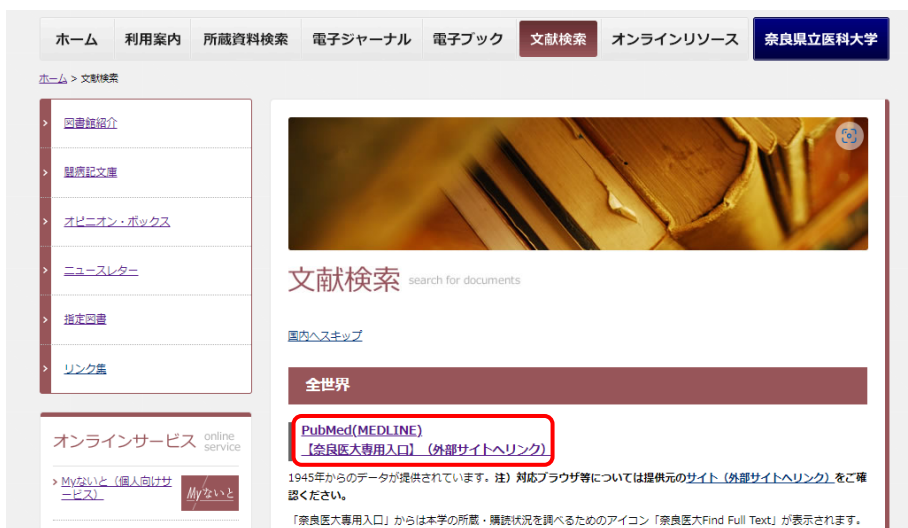 ホーム 利用案内 所蔵資料検索 電子ジャーナル 電子ブック 文献検索 オンラインリソース 奈良県立医科大学
ホーム > 文献検索
図書館紹介
闘病記文庫
オピニオン・ボックス
ニュースレター
指定図書
リンク集
オンラインサービス online service
Myないと（個人向けサービス）
Myないと
文献検索 search for documents
国内へスキップ
全世界
PubMed(MEDLINE)
【奈良医大専用入口】（外部サイトへリンク）
1945年からのデータが提供されています。注）対応ブラウザ等については提供元のサイト（外部サイトへリンク）をご確
認ください。
「奈良医大専用入口」からは本学の所蔵・購読状況を調べるためのアイコン「奈良医大Find Full Text」が表示されます。